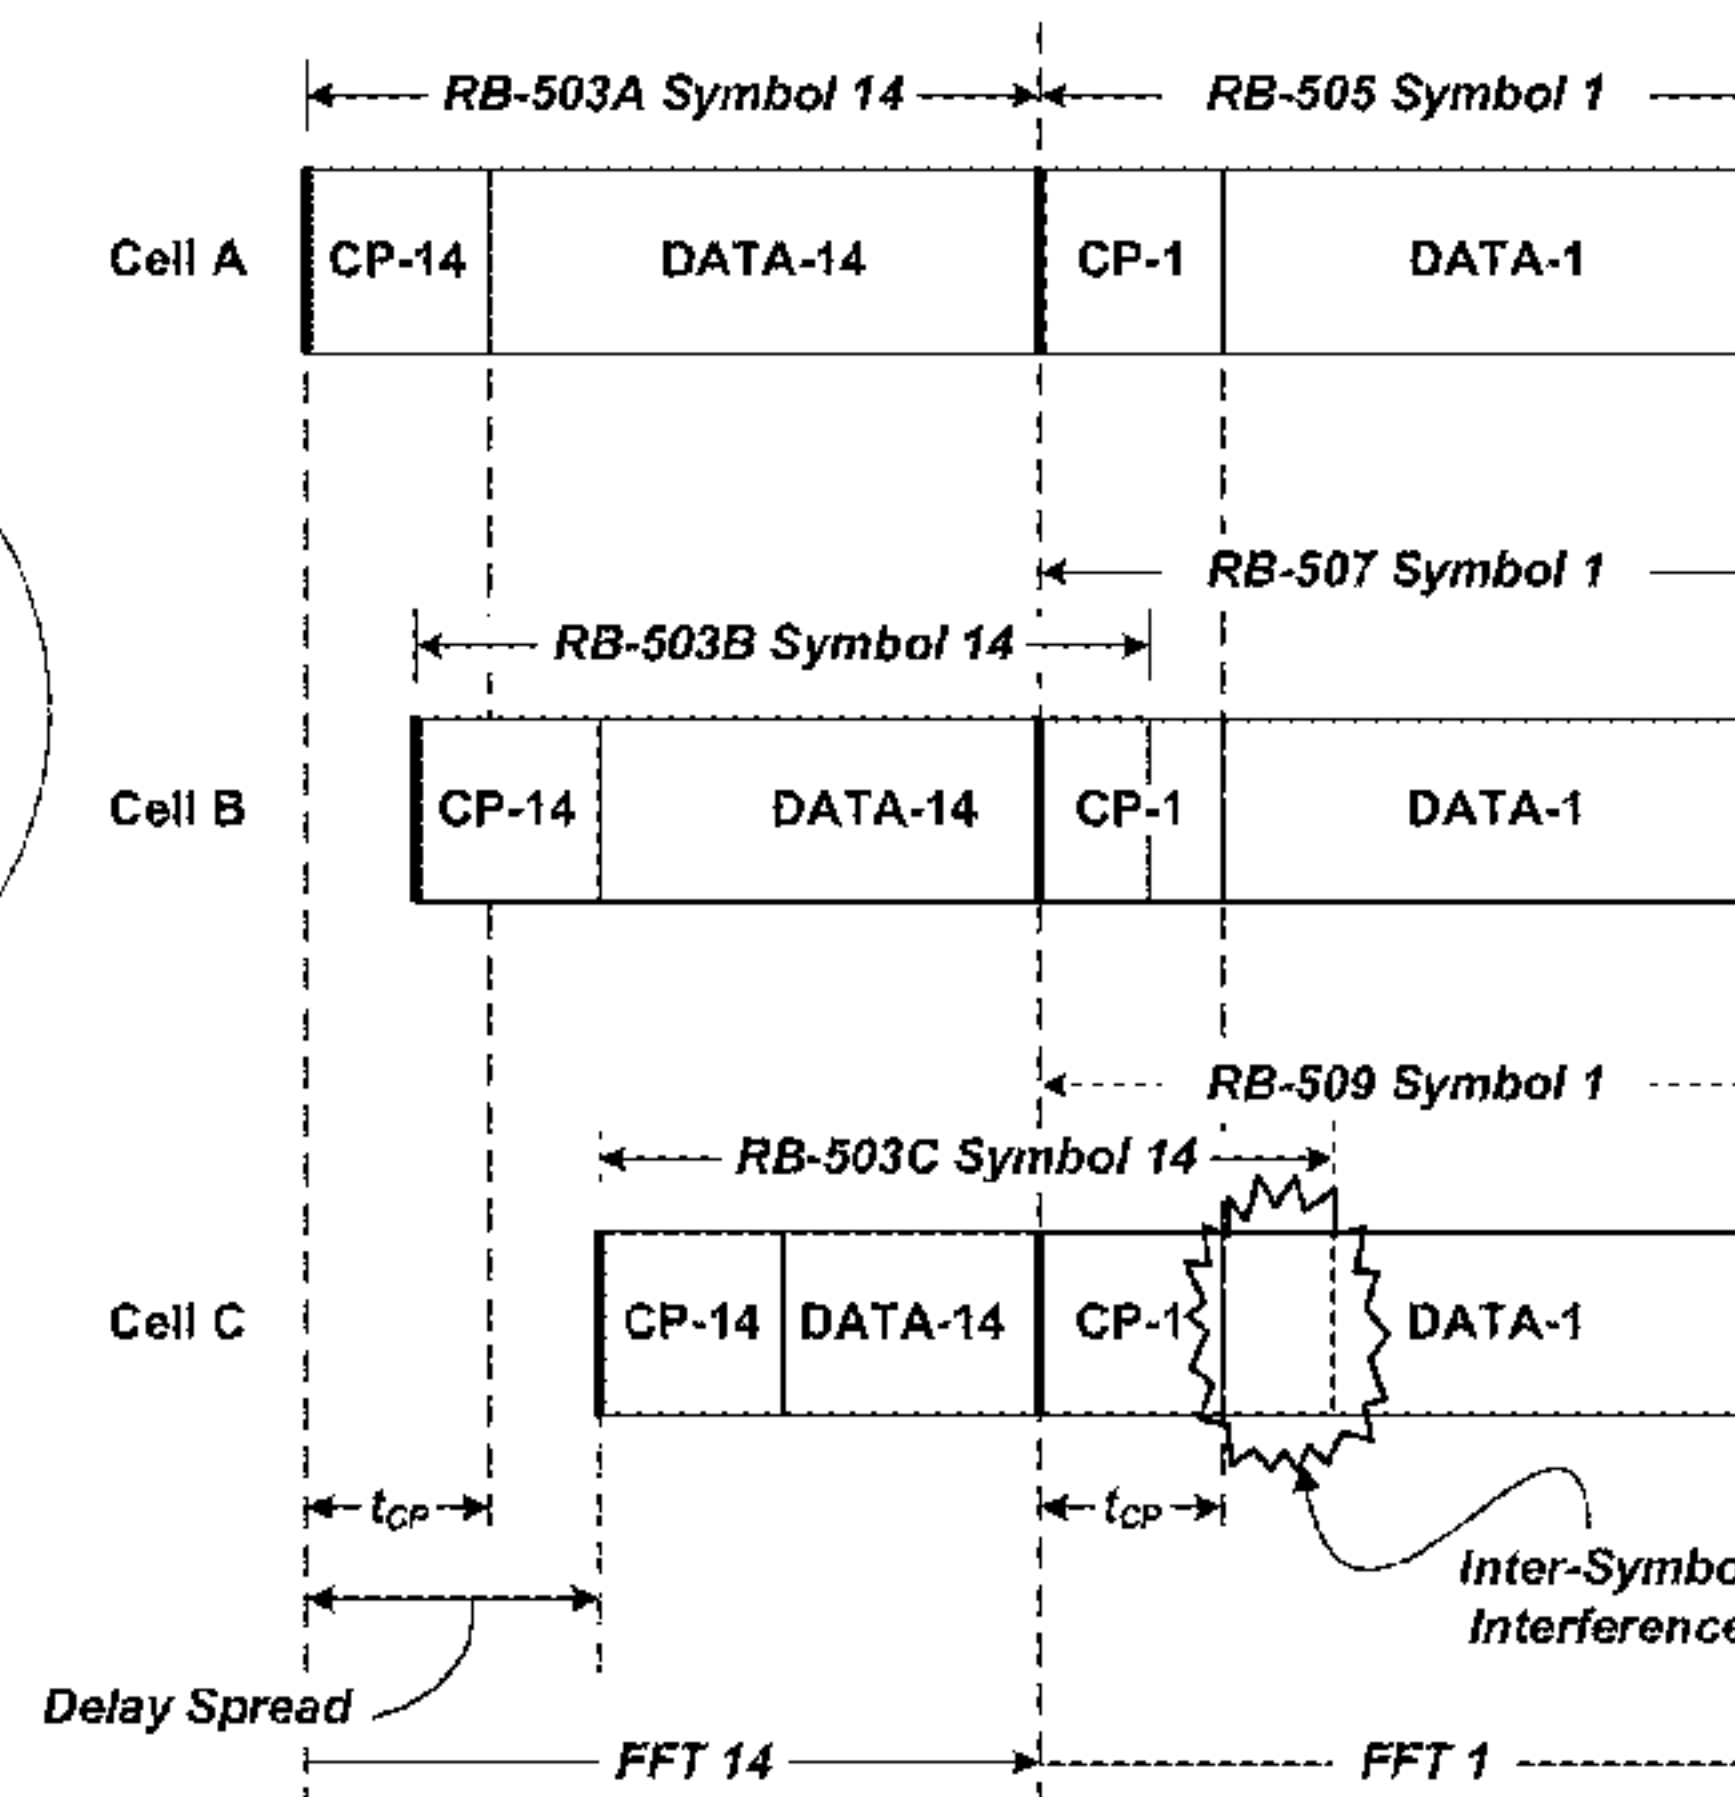 RB-503A Symbol 14 RB-505 Symbol 1
Cell A CP-14 DATA-14 CP-1 DATA-1
RB-507 Symbol 1
RB-503B Symbol 14
Cell B CP-14 DATA-14 CP-1 DATA-1
RB-509 Symbol 1
RB-503C Symbol 14
Cell C CP-14 DATA-14 CP-1 DATA-1
tCP tCP
Inter-Symbo
Interference
Delay Spread
FFT 14 FFT 1